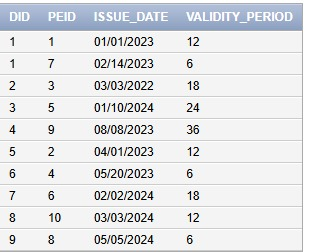 DID PEID ISSUE_DATE VALIDITY_PERIOD
1 1 01/01/2023 12
1 7 02/14/2023 6
2 3 03/03/2022 18
3 5 01/10/2024 24
4 9 08/08/2023 36
5 2 04/01/2023 12
6 4 05/20/2023 6
7 6 02/02/2024 18
8 10 03/03/2024 12
9 8 05/05/2024 6